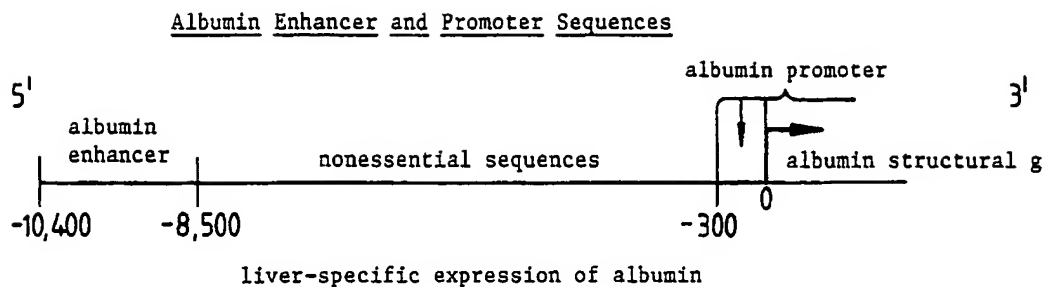 Albumin Enhancer and Promoter Sequences
albumin promoter
5' 3'
albumin
enhancer
nonessential sequences
albumin structural g
-10,400 -8,500 -300 0
liver-specific expression of albumin